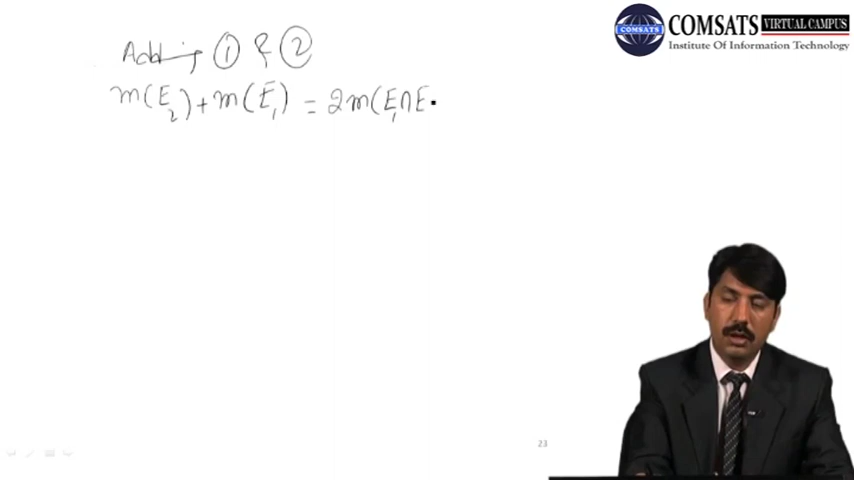 COMSATS VIRTUAL CAMPUS
COMSATS
Institute Of Information Technology
Adding ① & ②
m(E₂)+m(E₁) = 2m(E₁∩E
23